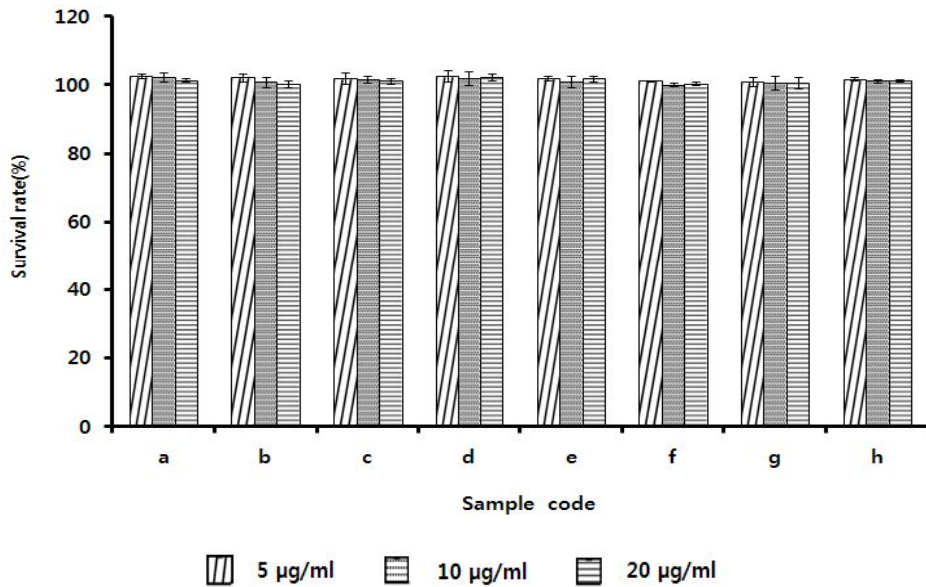 120
100
80
60
40
20
0
Survival rate(%)
a b c d e f g h
Sample code
5 μg/ml 10 μg/ml 20 μg/ml